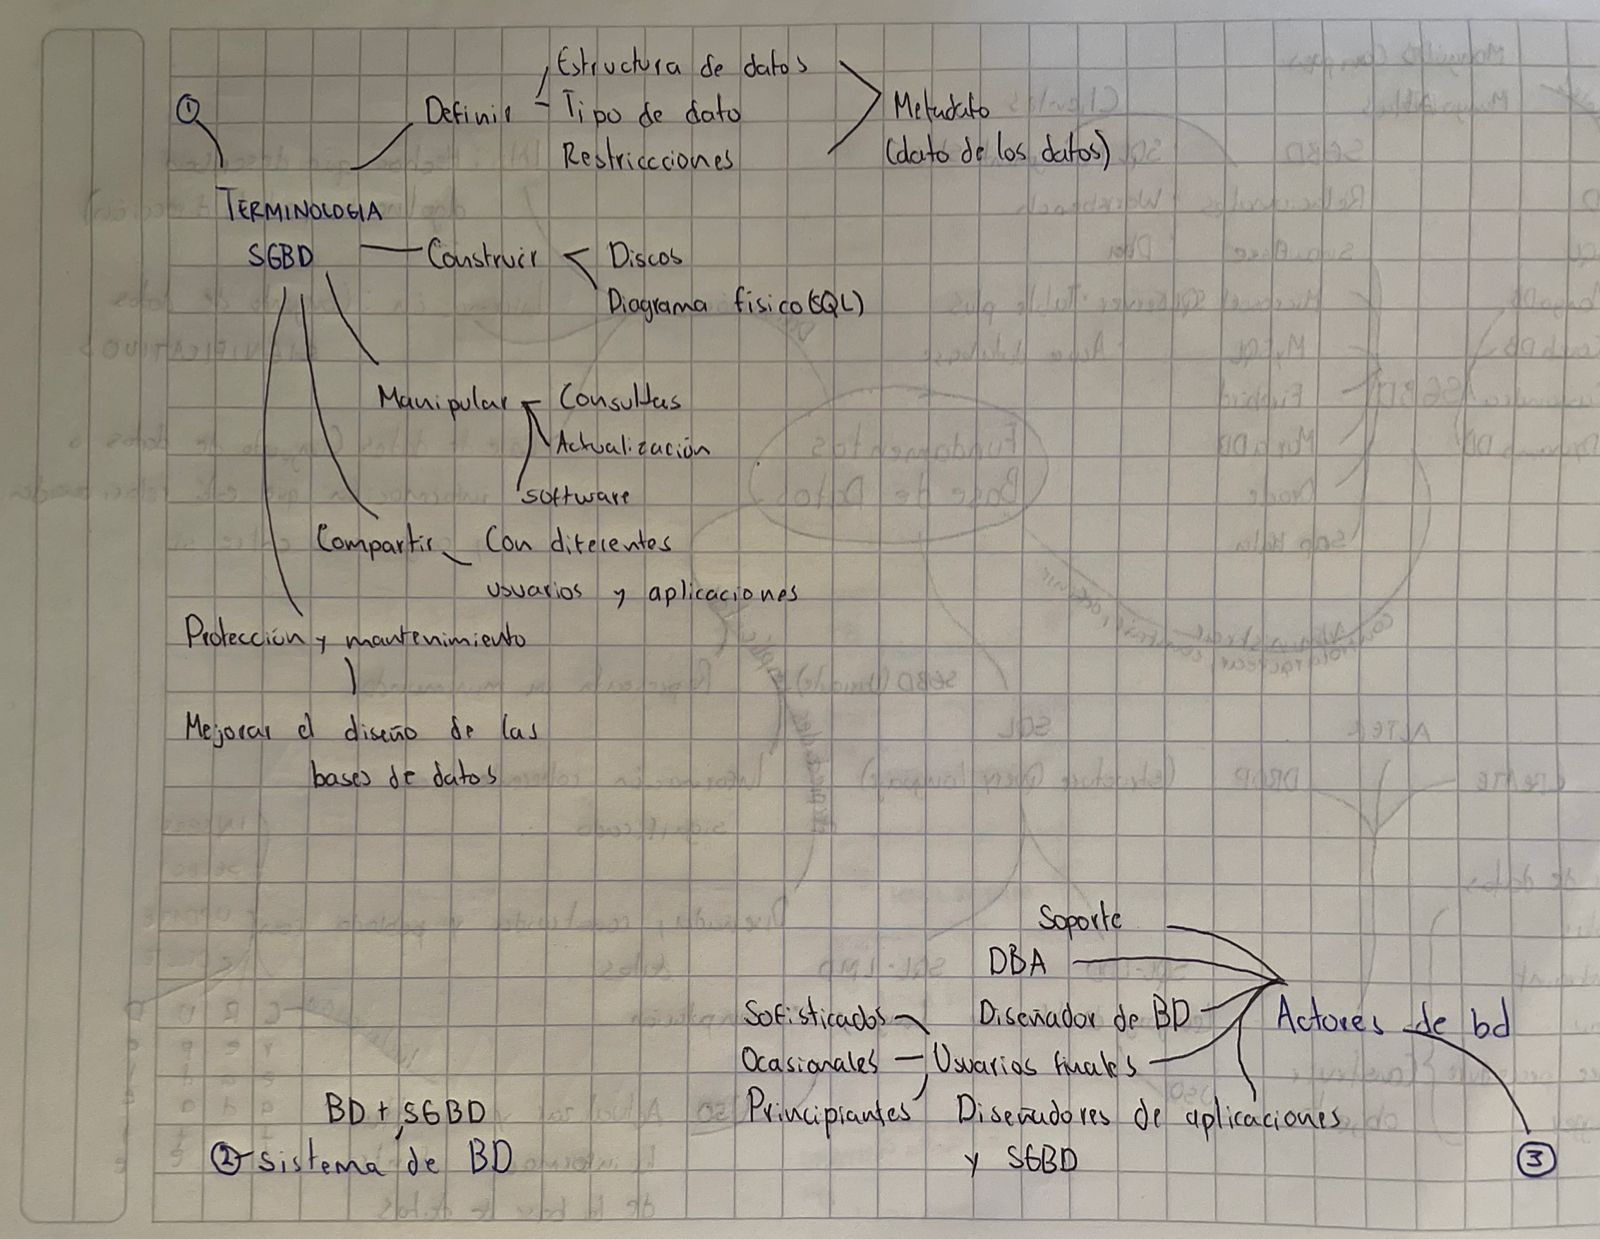 ①
TERMINOLOGIA
SGBD
Definir
Estructura de datos
Tipo de dato
Restriccciones
Metadato
(dato de los datos)
Construir
Discos
Diagrama fisico(SQL)
Manipular
Consultas
Actualización
software
Compartir
Con diferentes
usuarios y aplicaciones
Protección y mantenimiento
Mejorar el diseño de las
bases de datos
BD + SGBD
② sistema de BD
③
Actores de bd
Soporte
DBA
Diseñador de BD
Usuarios finales
Sofisticados
Ocasionales
Principiantes
Diseñadores de aplicaciones
y SGBD